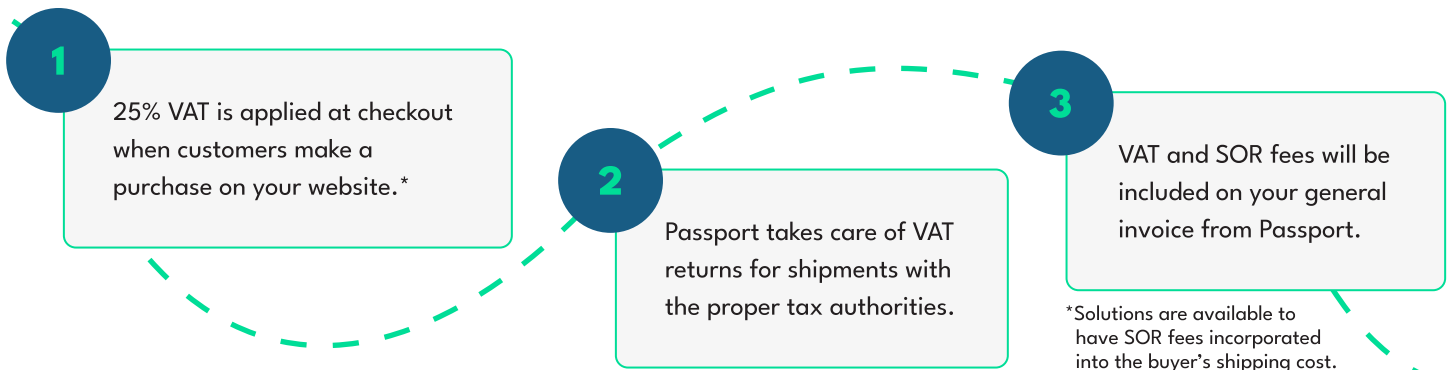 1
25% VAT is applied at checkout
when customers make a
purchase on your website.*
2
Passport takes care of VAT
returns for shipments with
the proper tax authorities.
3
VAT and SOR fees will be
included on your general
invoice from Passport.
*Solutions are available to
have SOR fees incorporated
into the buyer’s shipping cost.